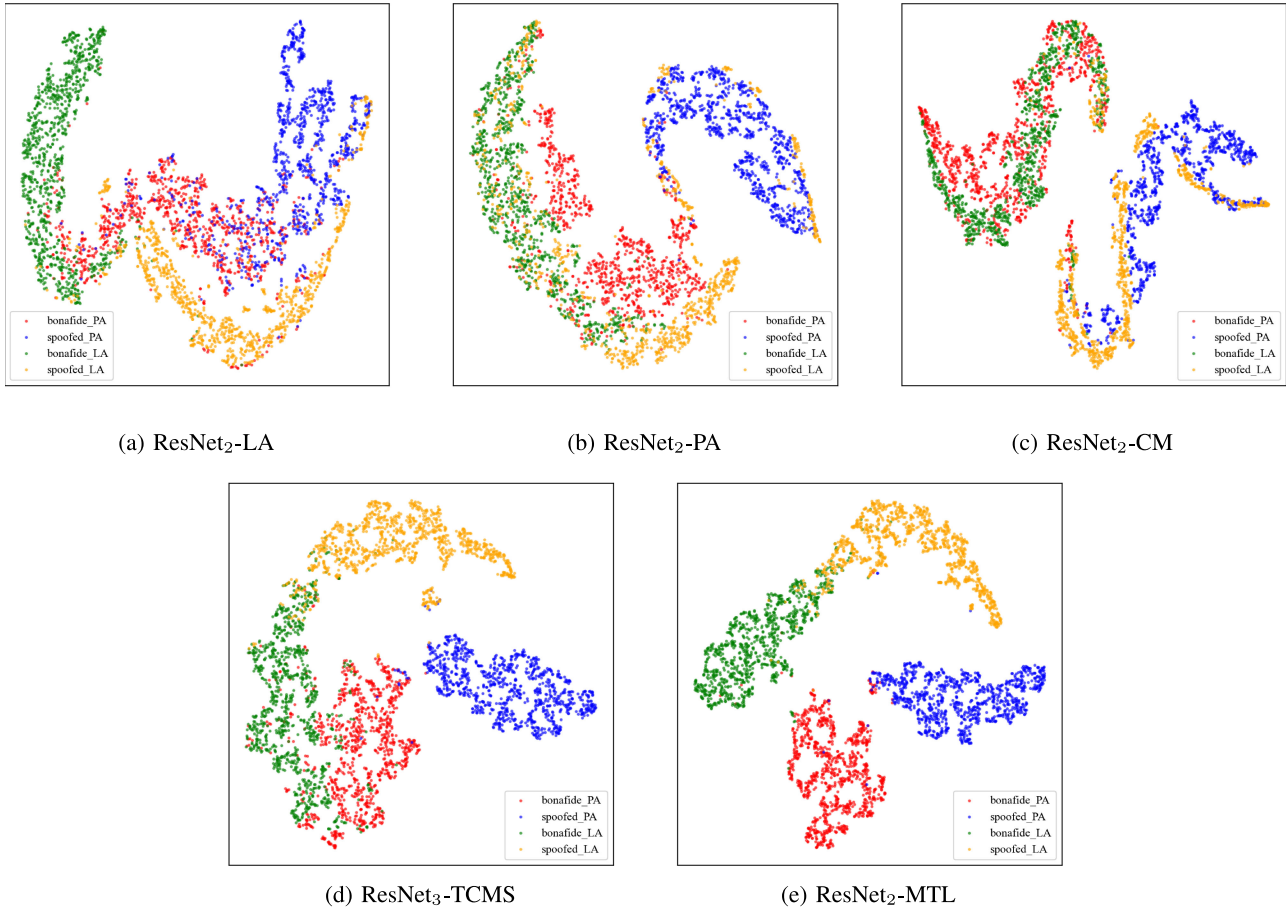 bonafide_PA
spoofed_PA
bonafide_LA
spoofed_LA
bonafide_PA
spoofed_PA
bonafide_LA
spoofed_LA
bonafide_PA
spoofed_PA
bonafide_LA
spoofed_LA
(a) ResNet₂-LA
(b) ResNet₂-PA
(c) ResNet₂-CM
bonafide_PA
spoofed_PA
bonafide_LA
spoofed_LA
bonafide_PA
spoofed_PA
bonafide_LA
spoofed_LA
(d) ResNet₃-TCMS
(e) ResNet₂-MTL